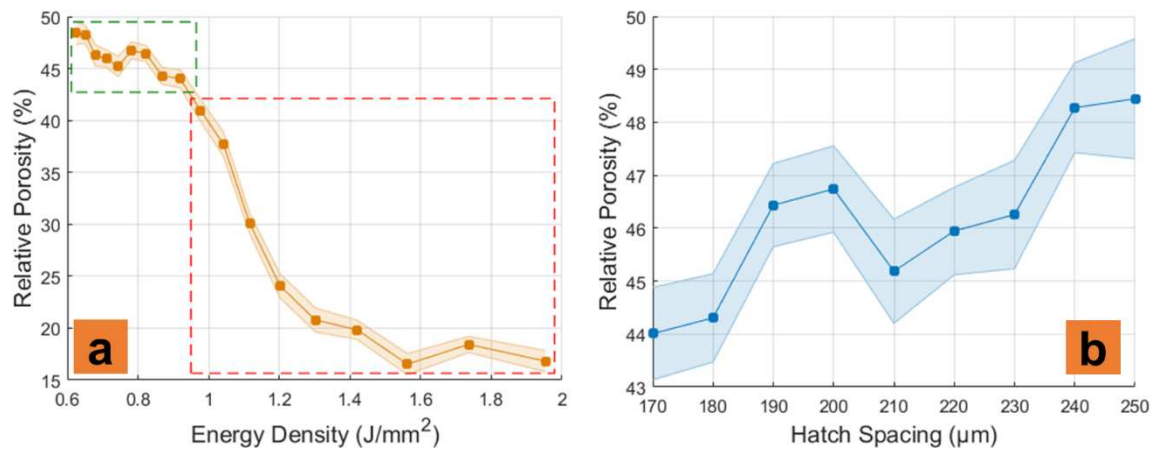 50
45
40
35
30
25
20
15
Relative Porosity (%)
0.6 0.8 1 1.2 1.4 1.6 1.8 2
Energy Density (J/mm²)
a
50
49
48
47
46
45
44
43
Relative Porosity (%)
170 180 190 200 210 220 230 240 250
Hatch Spacing (µm)
b